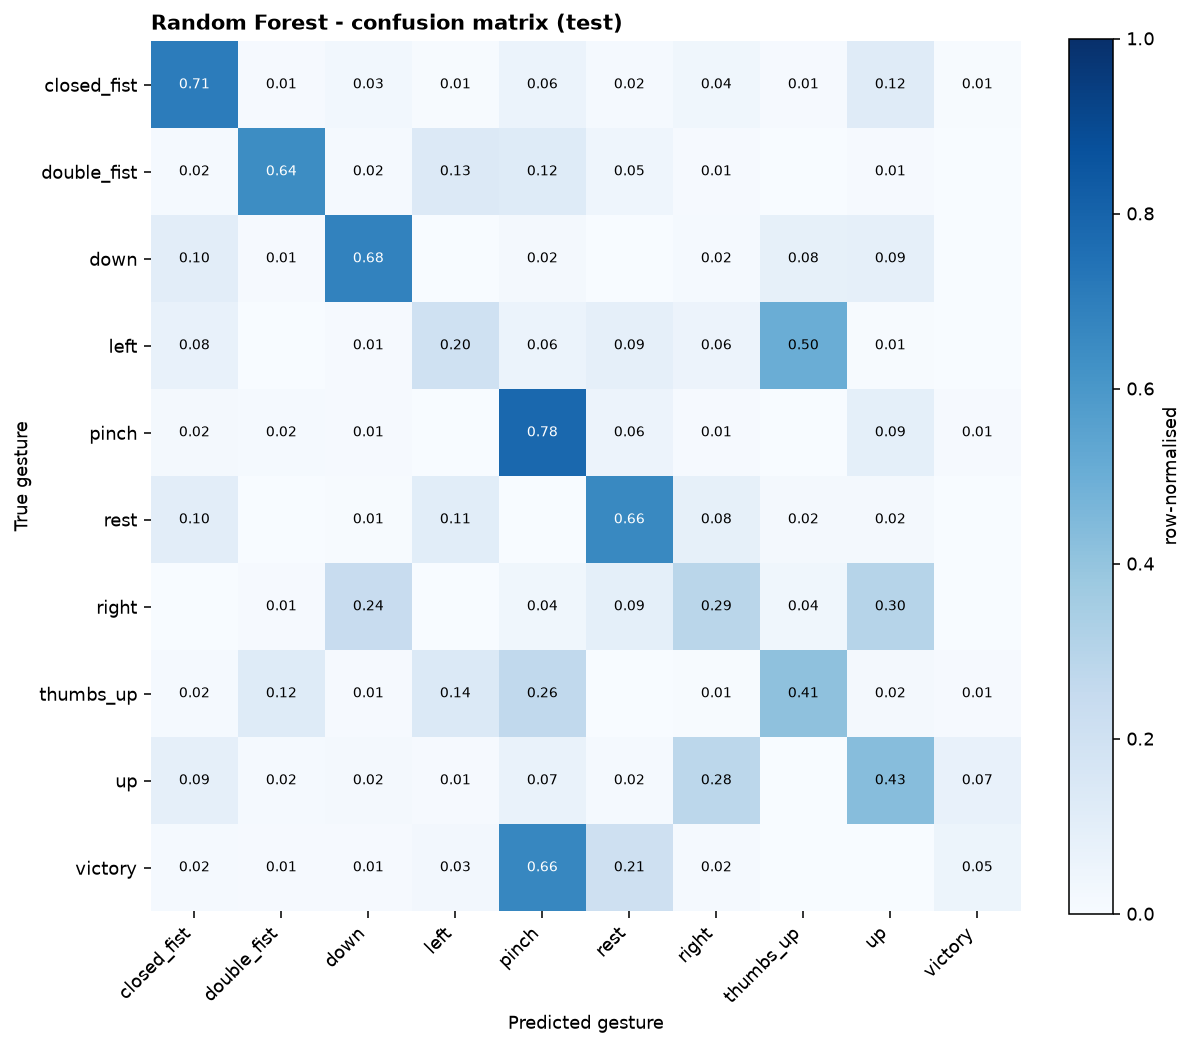 Random Forest - confusion matrix (test)
closed_fist 0.71 0.01 0.03 0.01 0.06 0.02 0.04 0.01 0.12 0.01
double_fist 0.02 0.64 0.02 0.13 0.12 0.05 0.01 0.01
down 0.10 0.01 0.68 0.02 0.02 0.08 0.09
left 0.08 0.01 0.20 0.06 0.09 0.06 0.50 0.01
pinch 0.02 0.02 0.01 0.78 0.06 0.01 0.09 0.01
rest 0.10 0.01 0.11 0.66 0.08 0.02 0.02
right 0.01 0.24 0.04 0.09 0.29 0.04 0.30
thumbs_up 0.02 0.12 0.01 0.14 0.26 0.01 0.41 0.02 0.01
up 0.09 0.02 0.02 0.01 0.07 0.02 0.28 0.43 0.07
victory 0.02 0.01 0.01 0.03 0.66 0.21 0.02 0.05
closed_fist double_fist down left pinch rest right thumbs_up up victory
Predicted gesture
True gesture
1.0
0.8
0.6
0.4
0.2
0.0
row-normalised